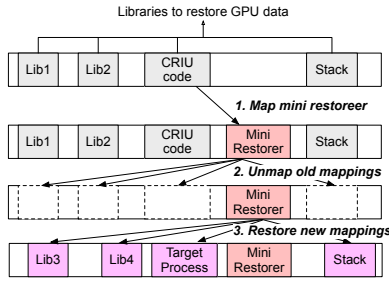 Libraries to restore GPU data
Lib1 Lib2 CRIU code Stack
1. Map mini restoreer
Lib1 Lib2 CRIU code Mini Restorer Stack
2. Unmap old mappings
Mini Restorer
3. Restore new mappings
Lib3 Lib4 Target Process Mini Restorer Stack